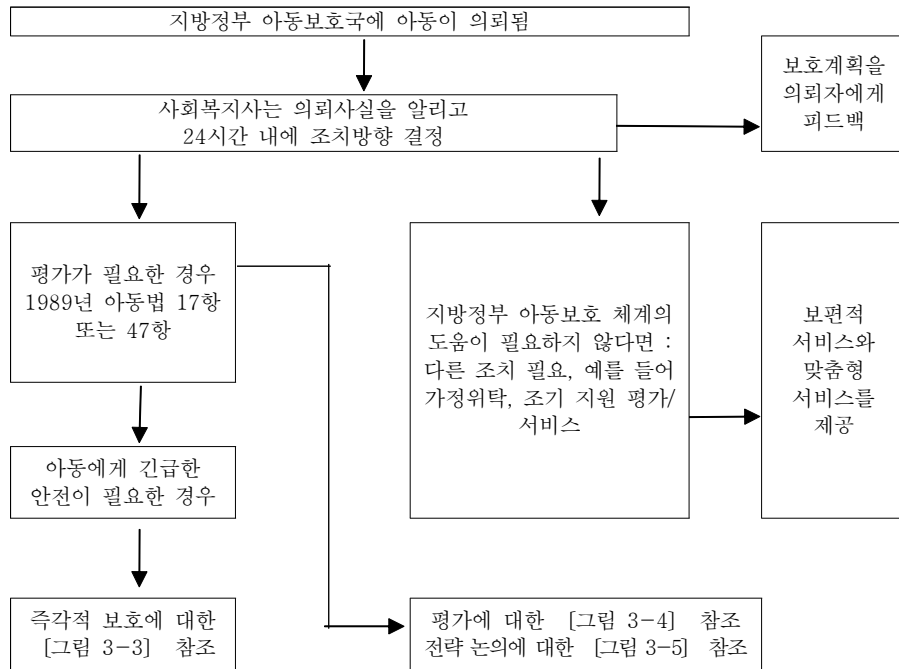 지방정부 아동보호국에 아동이 의뢰됨
보호계획을
의뢰자에게
피드백
사회복지사는 의뢰사실을 알리고
24시간 내에 조치방향 결정
평가가 필요한 경우
1989년 아동법 17항
또는 47항
지방정부 아동보호 체계의
도움이 필요하지 않다면 :
다른 조치 필요, 예를 들어
가정위탁, 조기 지원 평가/
서비스
보편적
서비스와
맞춤형
서비스를
제공
아동에게 긴급한
안전이 필요한 경우
즉각적 보호에 대한
[그림 3-3] 참조
평가에 대한 [그림 3-4] 참조
전략 논의에 대한 [그림 3-5] 참조